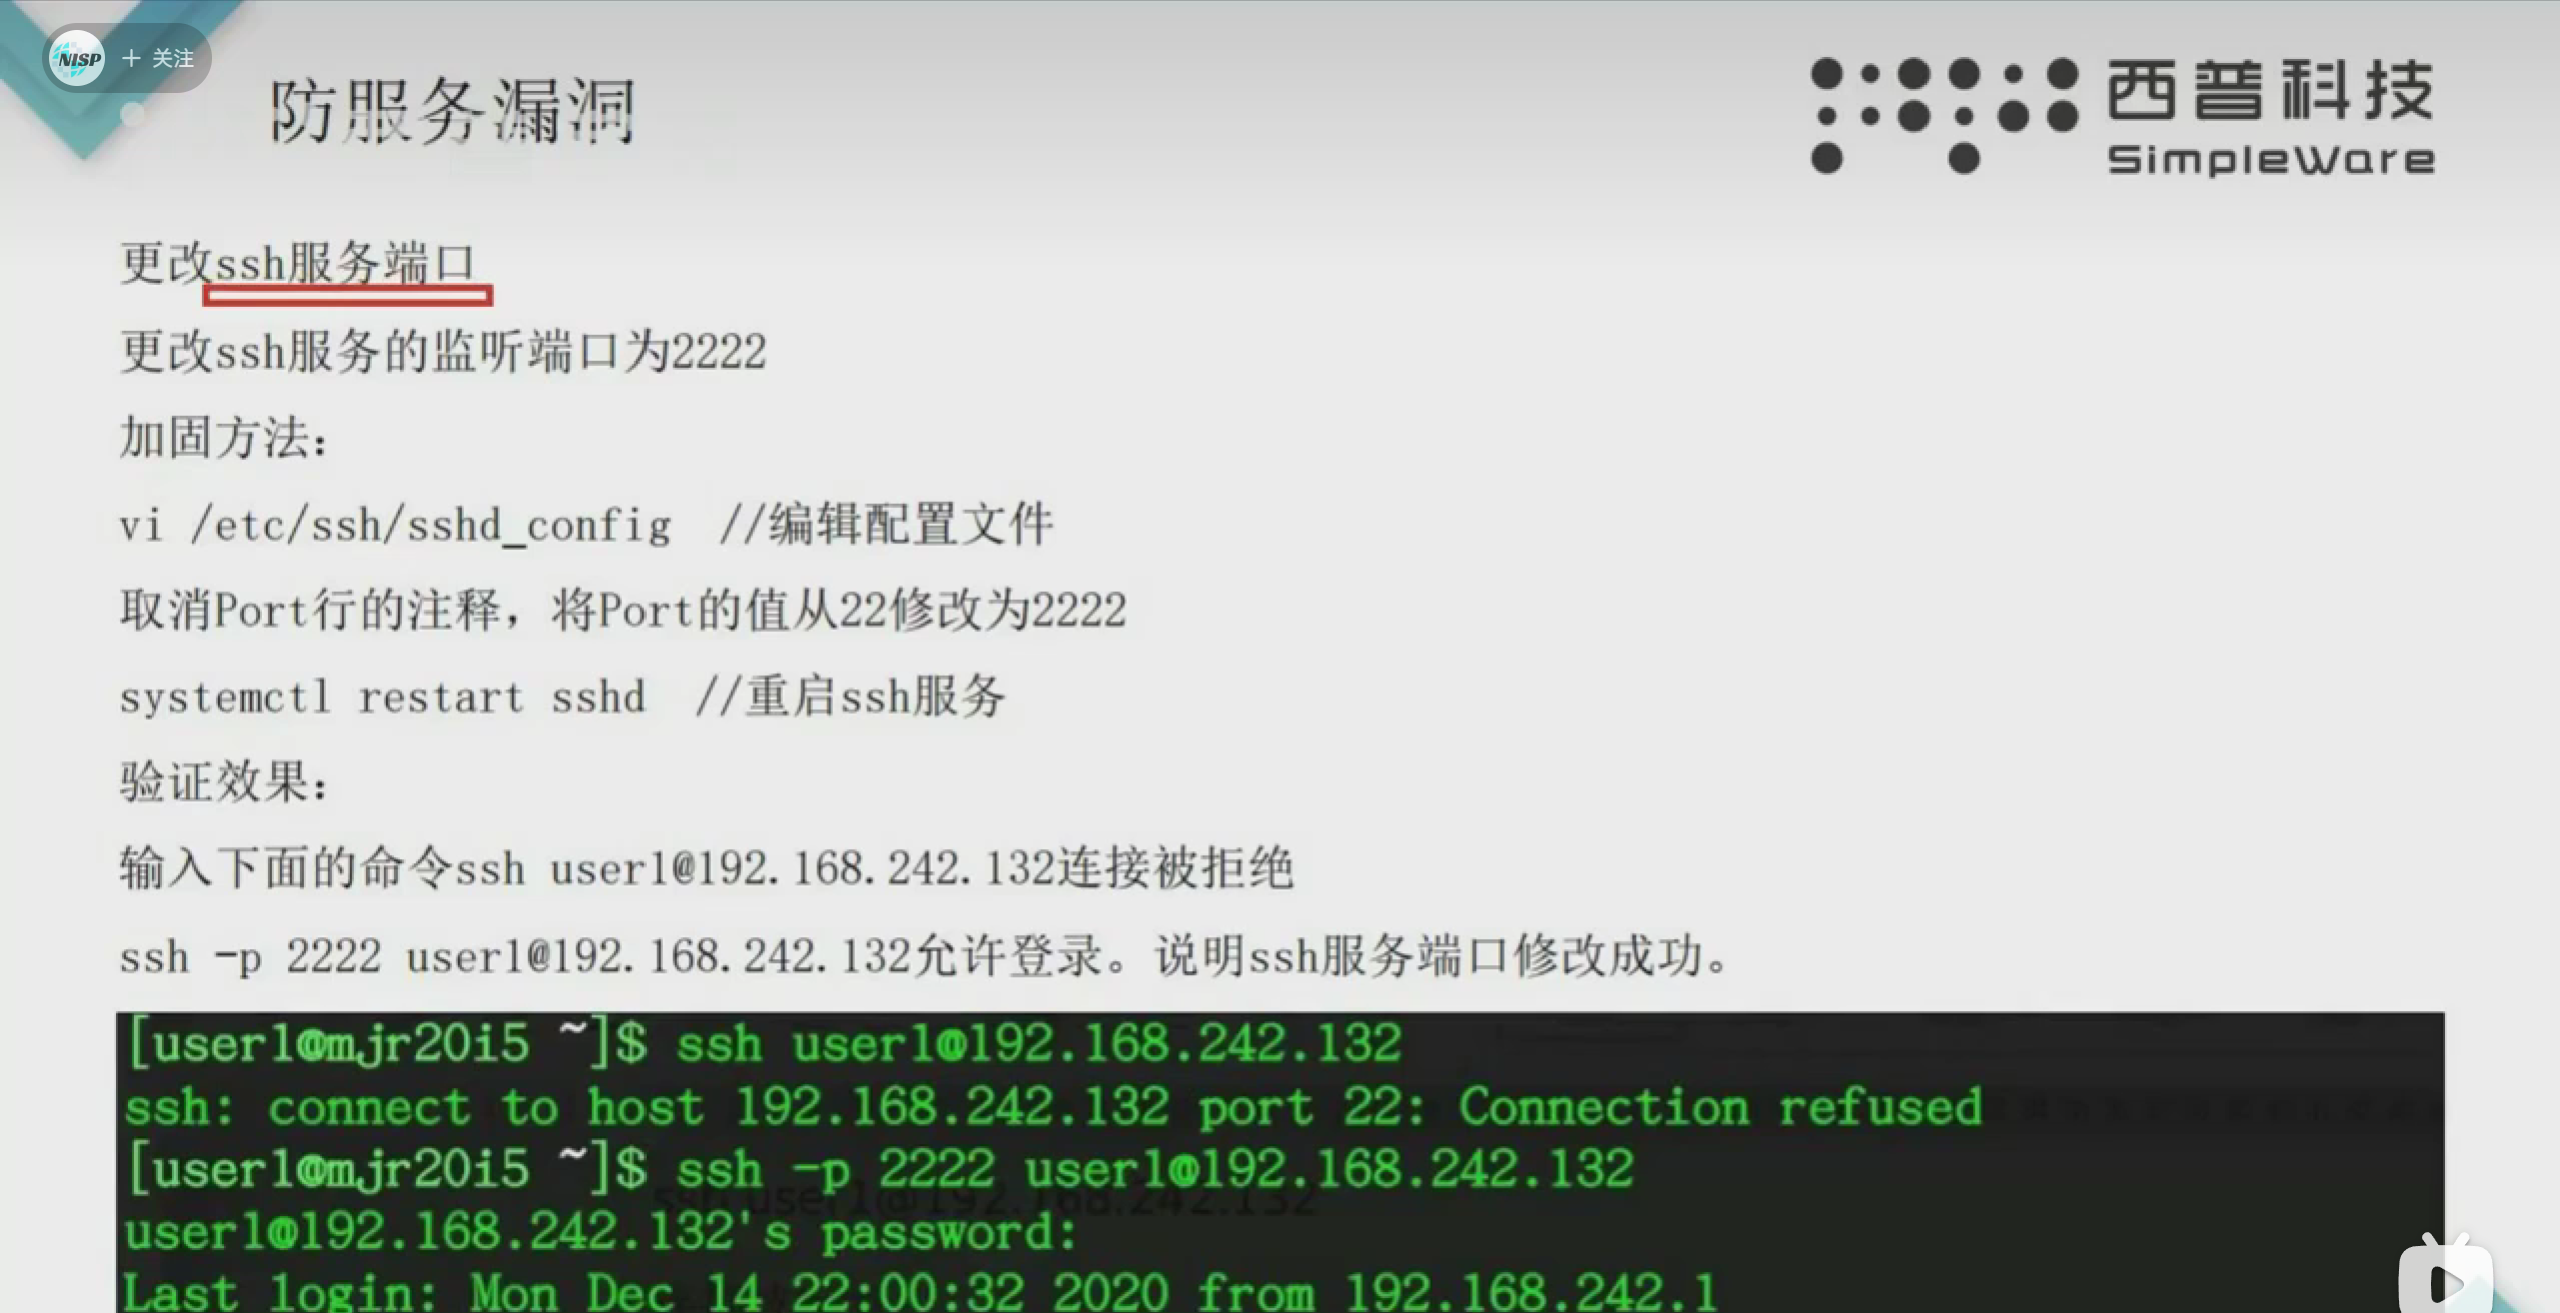 NISP + 关注
防服务漏洞
西普科技
SimpleWare
更改ssh服务端口
更改ssh服务的监听端口为2222
加固方法：
vi /etc/ssh/sshd_config  //编辑配置文件
取消Port行的注释，将Port的值从22修改为2222
systemctl restart sshd  //重启ssh服务
验证效果：
输入下面的命令ssh user1@192.168.242.132连接被拒绝
ssh -p 2222 user1@192.168.242.132允许登录。说明ssh服务端口修改成功。
[user1@mjr20i5 ~]$ ssh user1@192.168.242.132
ssh: connect to host 192.168.242.132 port 22: Connection refused
[user1@mjr20i5 ~]$ ssh -p 2222 user1@192.168.242.132
user1@192.168.242.132's password:
Last login: Mon Dec 14 22:00:32 2020 from 192.168.242.1